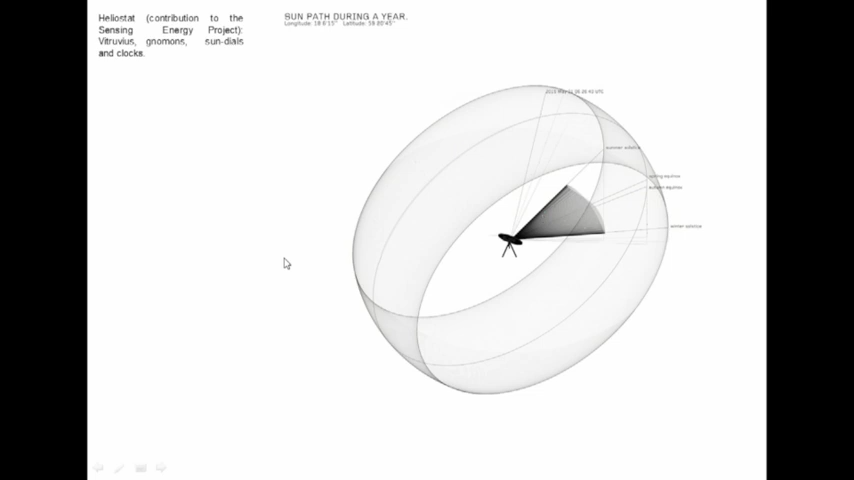 Heliostat (contribution to the
Sensing Energy Project):
Vitruvius, gnomons, sun-dials
and clocks.
SUN PATH DURING A YEAR.
summer solstice
spring equinox
autumn equinox
winter solstice